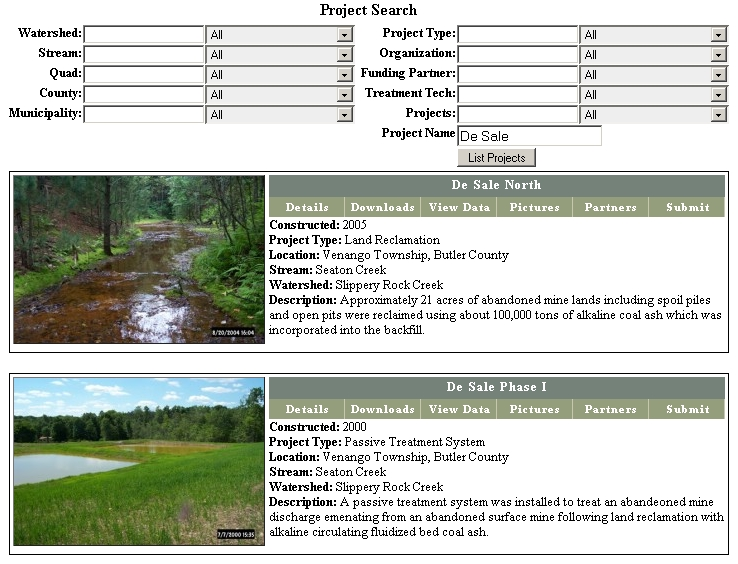 Project Search
Watershed: All Project Type: All
Stream: All Organization: All
Quad: All Funding Partner: All
County: All Treatment Tech: All
Municipality: All Projects: All
Project Name De Sale
List Projects
De Sale North
Details Downloads View Data Pictures Partners Submit
Constructed: 2005
Project Type: Land Reclamation
Location: Venango Township, Butler County
Stream: Seaton Creek
Watershed: Slippery Rock Creek
Description: Approximately 21 acres of abandoned mine lands including spoil piles
and open pits were reclaimed using about 100,000 tons of alkaline coal ash which was
incorporated into the backfill.
8/20/2004 16:04
De Sale Phase I
Details Downloads View Data Pictures Partners Submit
Constructed: 2000
Project Type: Passive Treatment System
Location: Venango Township, Butler County
Stream: Seaton Creek
Watershed: Slippery Rock Creek
Description: A passive treatment system was installed to treat an abandeoned mine
discharge emenating from an abandoned surface mine following land reclamation with
alkaline circulating fluidized bed coal ash.
7/7/2000 15:35